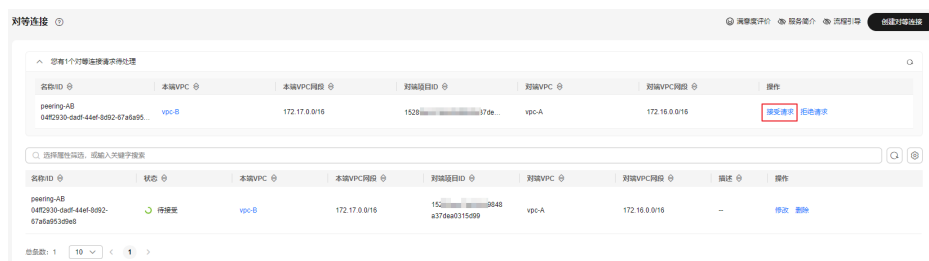 对等连接
满意度评价 服务简介 流程引导 创建对等连接
您有1个对等连接请求待处理
名称/ID 本端VPC 本端VPC网段 对端项目ID 对端VPC 对端VPC网段 操作
peering-AB
04ff2930-dadf-44ef-8d92-67a6a95... vpc-B 172.17.0.0/16 1528 37de... vpc-A 172.16.0.0/16 接受请求 拒绝请求
选择属性筛选，或输入关键字搜索
名称/ID 状态 本端VPC 本端VPC网段 对端项目ID 对端VPC 对端VPC网段 描述 操作
peering-AB
04ff2930-dadf-44ef-8d92-
67a6a953d9e8
待接受 vpc-B 172.17.0.0/16
152 9848
a37dea0315d99
vpc-A 172.16.0.0/16 -- 修改 删除
总条数：1 10 < 1 >